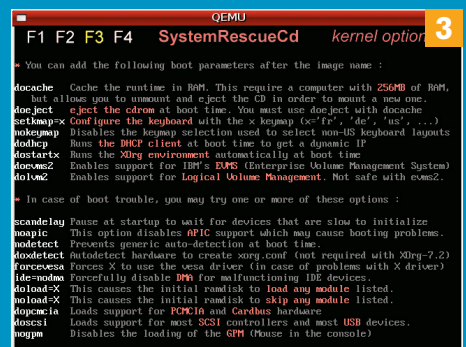 QEMU
3
F1 F2 F3 F4 SystemRescueCd kernel option
* You can add the following boot parameters after the image name :
docache Cache the runtime in RAM. This require a computer with 256MB of RAM,
but allows you to unmount and eject the CD in order to mount a new one.
doeject eject the cdrom at boot time. You must use doeject with docache
setkmap=x Configure the keyboard with the x keymap (x='fr', 'de', 'us', ...)
nokeymap Disables the keymap selection used to select non-US keyboard layouts
dodhcp Runs the DHCP client at boot time to get a dynamic IP
dostartx Runs the XOrg environment automatically at boot time
doevms2 Enables support for IBM's EVMS (Enterprise Volume Management System)
dolvm2 Enables support for Logical Volume Management. Not safe with evms2.
* In case of boot trouble, you may try one or more of these options :
scandelay Pause at startup to wait for devices that are slow to initialize
noapic This option disables APIC support which may cause booting problems.
nodetect Prevents generic auto-detection at boot time.
doxdetect Autodetect hardware to create xorg.conf (not required with XOrg-7.2)
forcevesa Forces X to use the vesa driver (in case of problems with X driver)
ide=nodma Forcefully disable DMA for malfunctioning IDE devices.
doload=X This causes the initial ramdisk to load any module listed.
noload=X This causes the initial ramdisk to skip any module listed.
dopcmcia Loads support for PCMCIA and Cardbus hardware
doscsi Loads support for most SCSI controllers and most USB devices.
nogpm Disables the loading of the GPM (Mouse in the console)